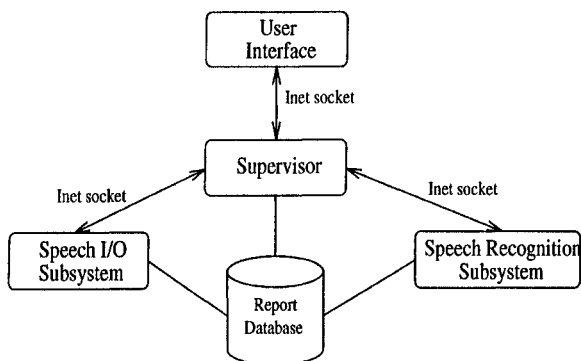 User
Interface
Inet socket
Supervisor
Inet socket
Inet socket
Speech I/O
Subsystem
Speech Recognition
Subsystem
Report
Database